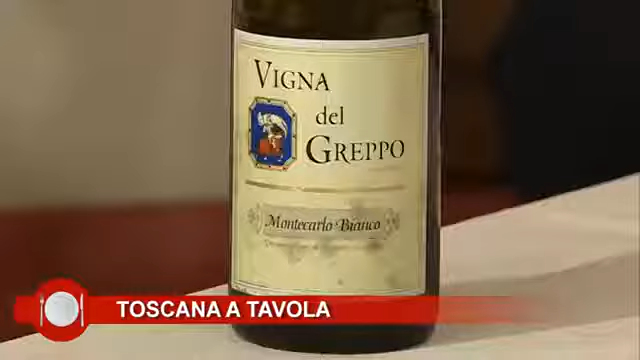 VIGNA
del
GREPPO
Montecarlo Bianco
TOSCANA A TAVOLA